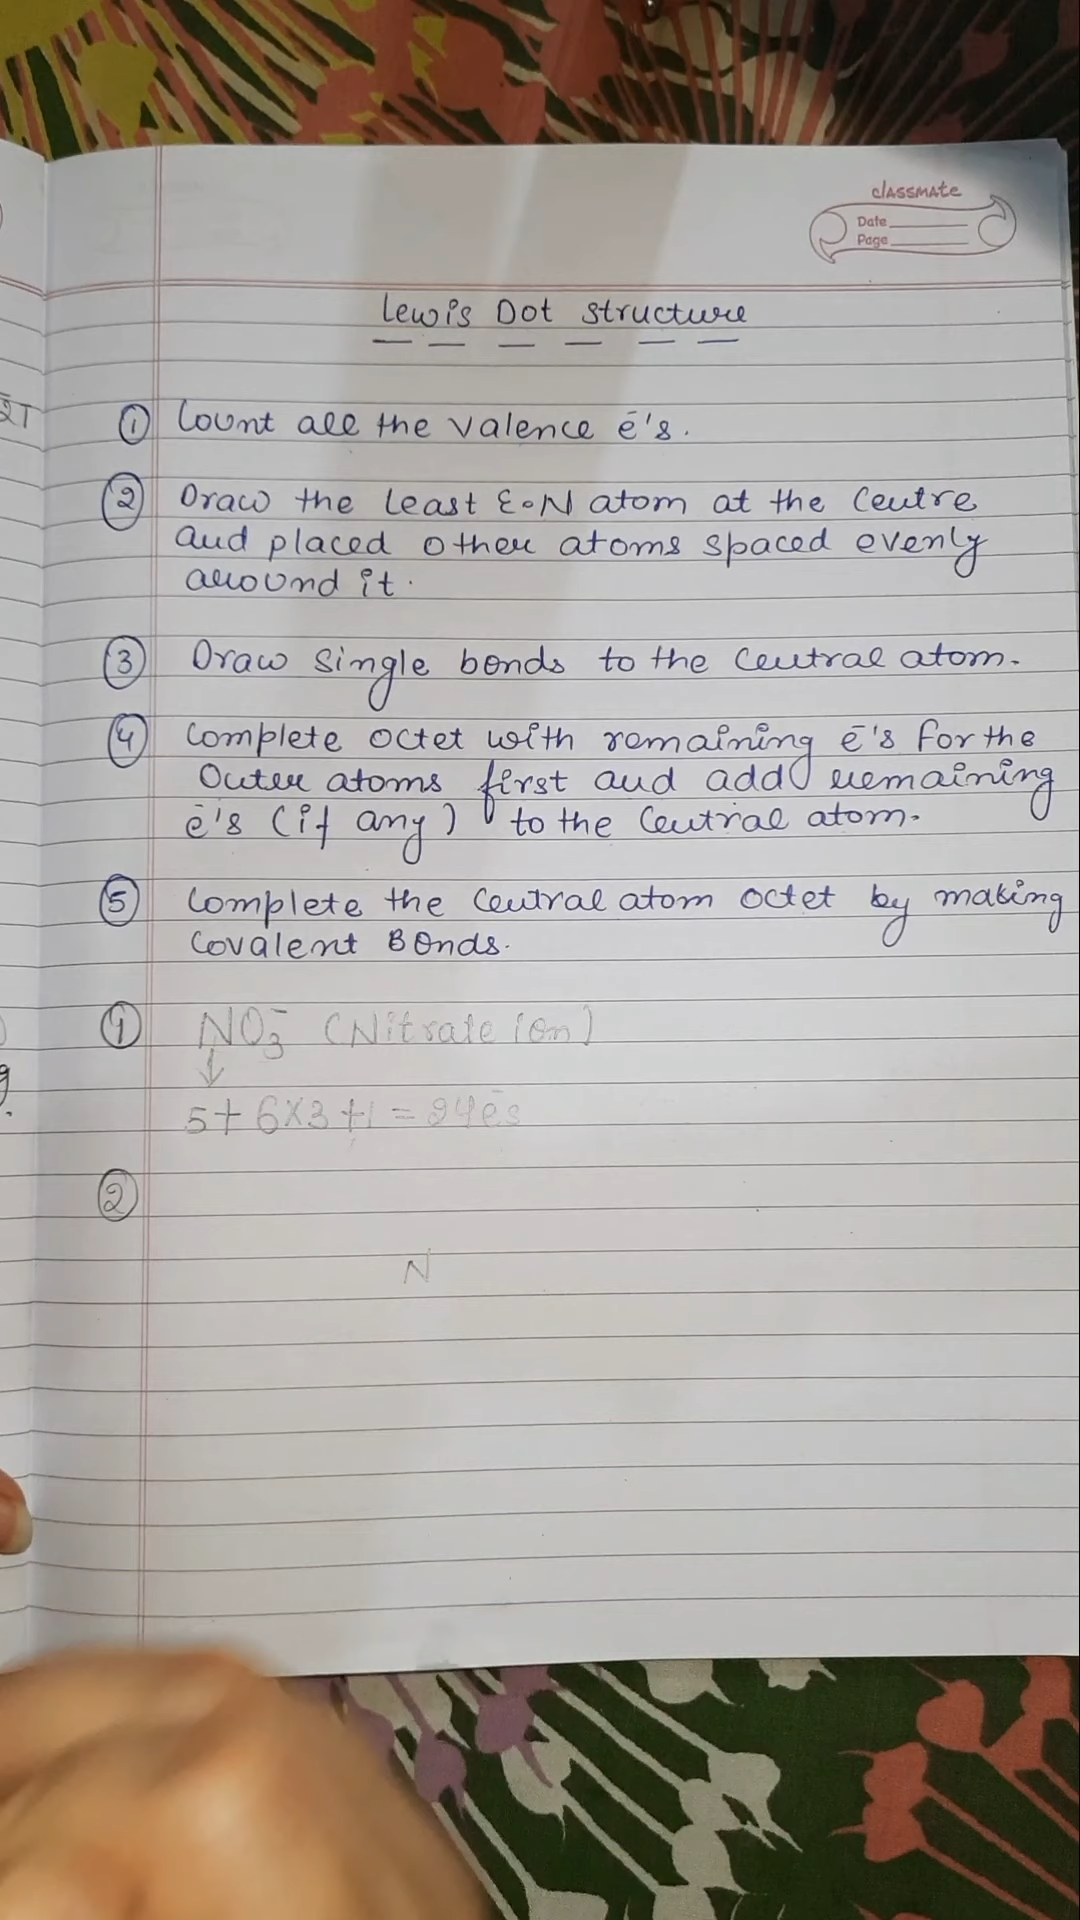 classmate
Date
Page
Lewis Dot Structure
① Count all the valence ē's.
② Draw the least E.N atom at the centre
and placed other atoms spaced evenly
around it.
③ Draw single bonds to the central atom.
④ Complete octet with remaining ē's for the
outer atoms first and add remaining
ē's (if any) to the central atom.
⑤ Complete the central atom octet by making
covalent Bonds.
① NO₃⁻ (Nitrate ion)
↓
5+6×3+1=24ēs
②
N